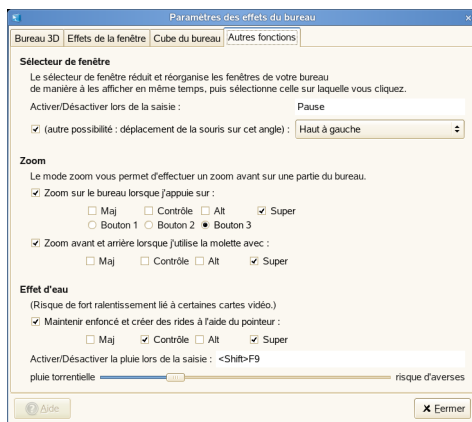 Paramètres des effets du bureau
Bureau 3D Effets de la fenêtre Cube du bureau Autres fonctions
Sélecteur de fenêtre
Le sélecteur de fenêtre réduit et réorganise les fenêtres de votre bureau
de manière à les afficher en même temps, puis sélectionne celle sur laquelle vous cliquez.
Activer/Désactiver lors de la saisie : Pause
(autre possibilité : déplacement de la souris sur cet angle) : Haut à gauche
Zoom
Le mode zoom vous permet d'effectuer un zoom avant sur une partie du bureau.
Zoom sur le bureau lorsque j'appuie sur :
Maj Contrôle Alt Super
Bouton 1 Bouton 2 Bouton 3
Zoom avant et arrière lorsque j'utilise la molette avec :
Maj Contrôle Alt Super
Effet d'eau
(Risque de fort ralentissement lié à certaines cartes vidéo.)
Maintenir enfoncé et créer des rides à l'aide du pointeur :
Maj Contrôle Alt Super
Activer/Désactiver la pluie lors de la saisie : <Shift>F9
pluie torrentielle risque d'averses
Aide Fermer